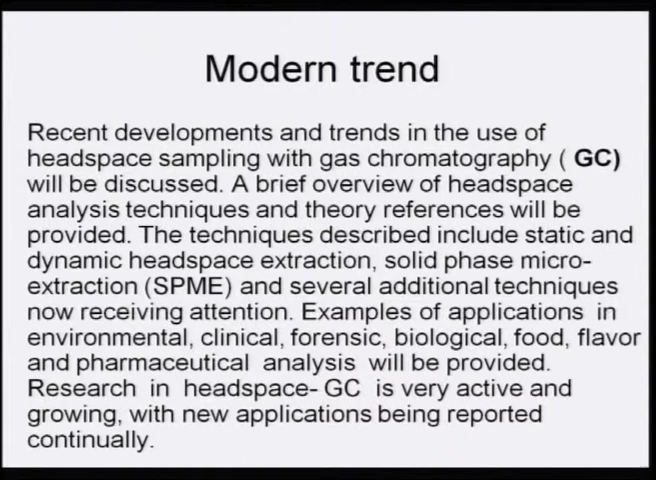 Modern trend
Recent developments and trends in the use of
headspace sampling with gas chromatography ( GC)
will be discussed. A brief overview of headspace
analysis techniques and theory references will be
provided. The techniques described include static and
dynamic headspace extraction, solid phase micro-
extraction (SPME) and several additional techniques
now receiving attention. Examples of applications in
environmental, clinical, forensic, biological, food, flavor
and pharmaceutical analysis will be provided.
Research in headspace- GC is very active and
growing, with new applications being reported
continually.